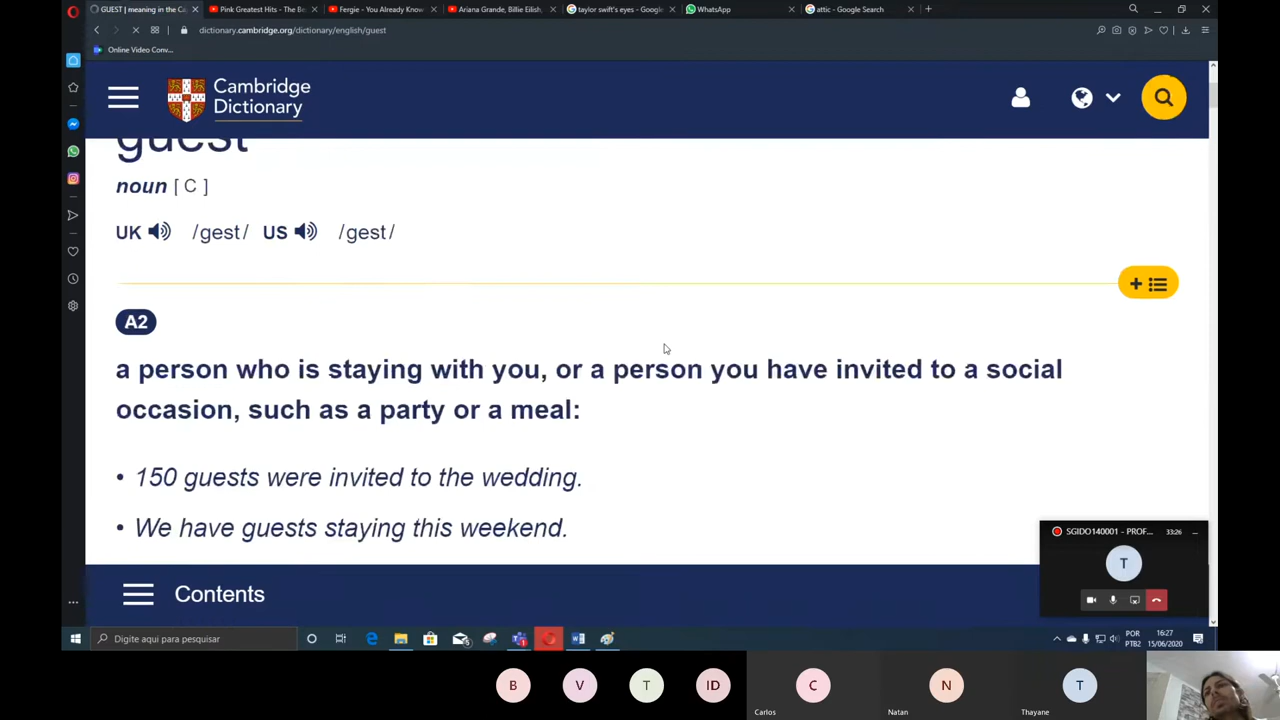 GUEST | meaning in the Ca
Pink Greatest Hits - The Be
Fergie - You Already Know
Ariana Grande, Billie Eilish,
taylor swift's eyes - Google
WhatsApp
attic - Google Search
dictionary.cambridge.org/dictionary/english/guest
Online Video Conv...
Cambridge
Dictionary
guest
noun [ C ]
UK /gest/ US /gest/
A2
a person who is staying with you, or a person you have invited to a social
occasion, such as a party or a meal:
• 150 guests were invited to the wedding.
• We have guests staying this weekend.
SGIDO140001 - PROF...
33:26
T
Contents
Digite aqui para pesquisar
POR
PTB2
16:27
15/06/2020
B
V
T
ID
C
N
T
Carlos
Natan
Thayane